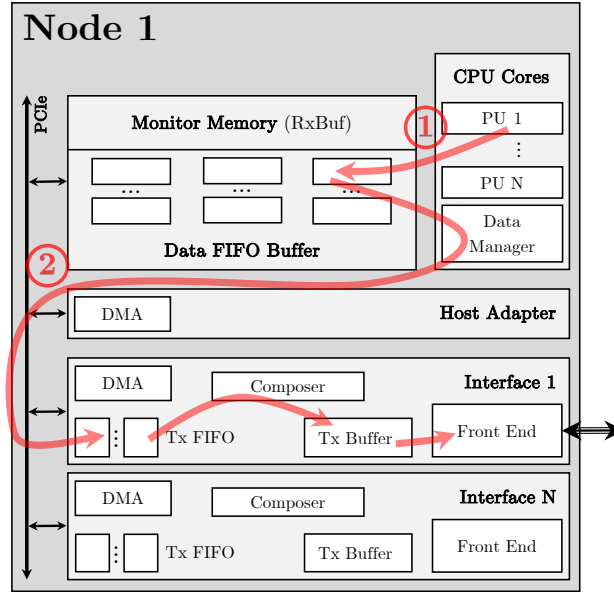 Node 1
PCIe
CPU Cores
PU 1
⋮
PU N
Data
Manager
Monitor Memory (RxBuf)
...
...
...
Data FIFO Buffer
1
2
DMA
Host Adapter
DMA
Composer
Interface 1
⋮
Tx FIFO
Tx Buffer
Front End
DMA
Composer
Interface N
⋮
Tx FIFO
Tx Buffer
Front End